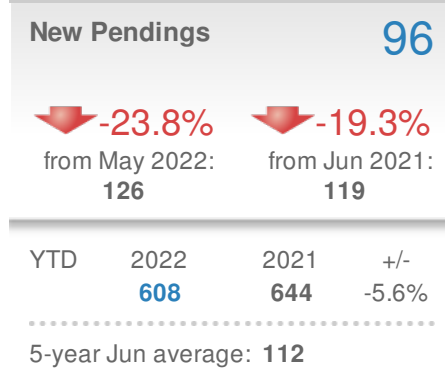 New Pendings 96
-23.8% -19.3%
from May 2022: from Jun 2021:
126 119
YTD 2022 2021 +/-
608 644 -5.6%
5-year Jun average: 112